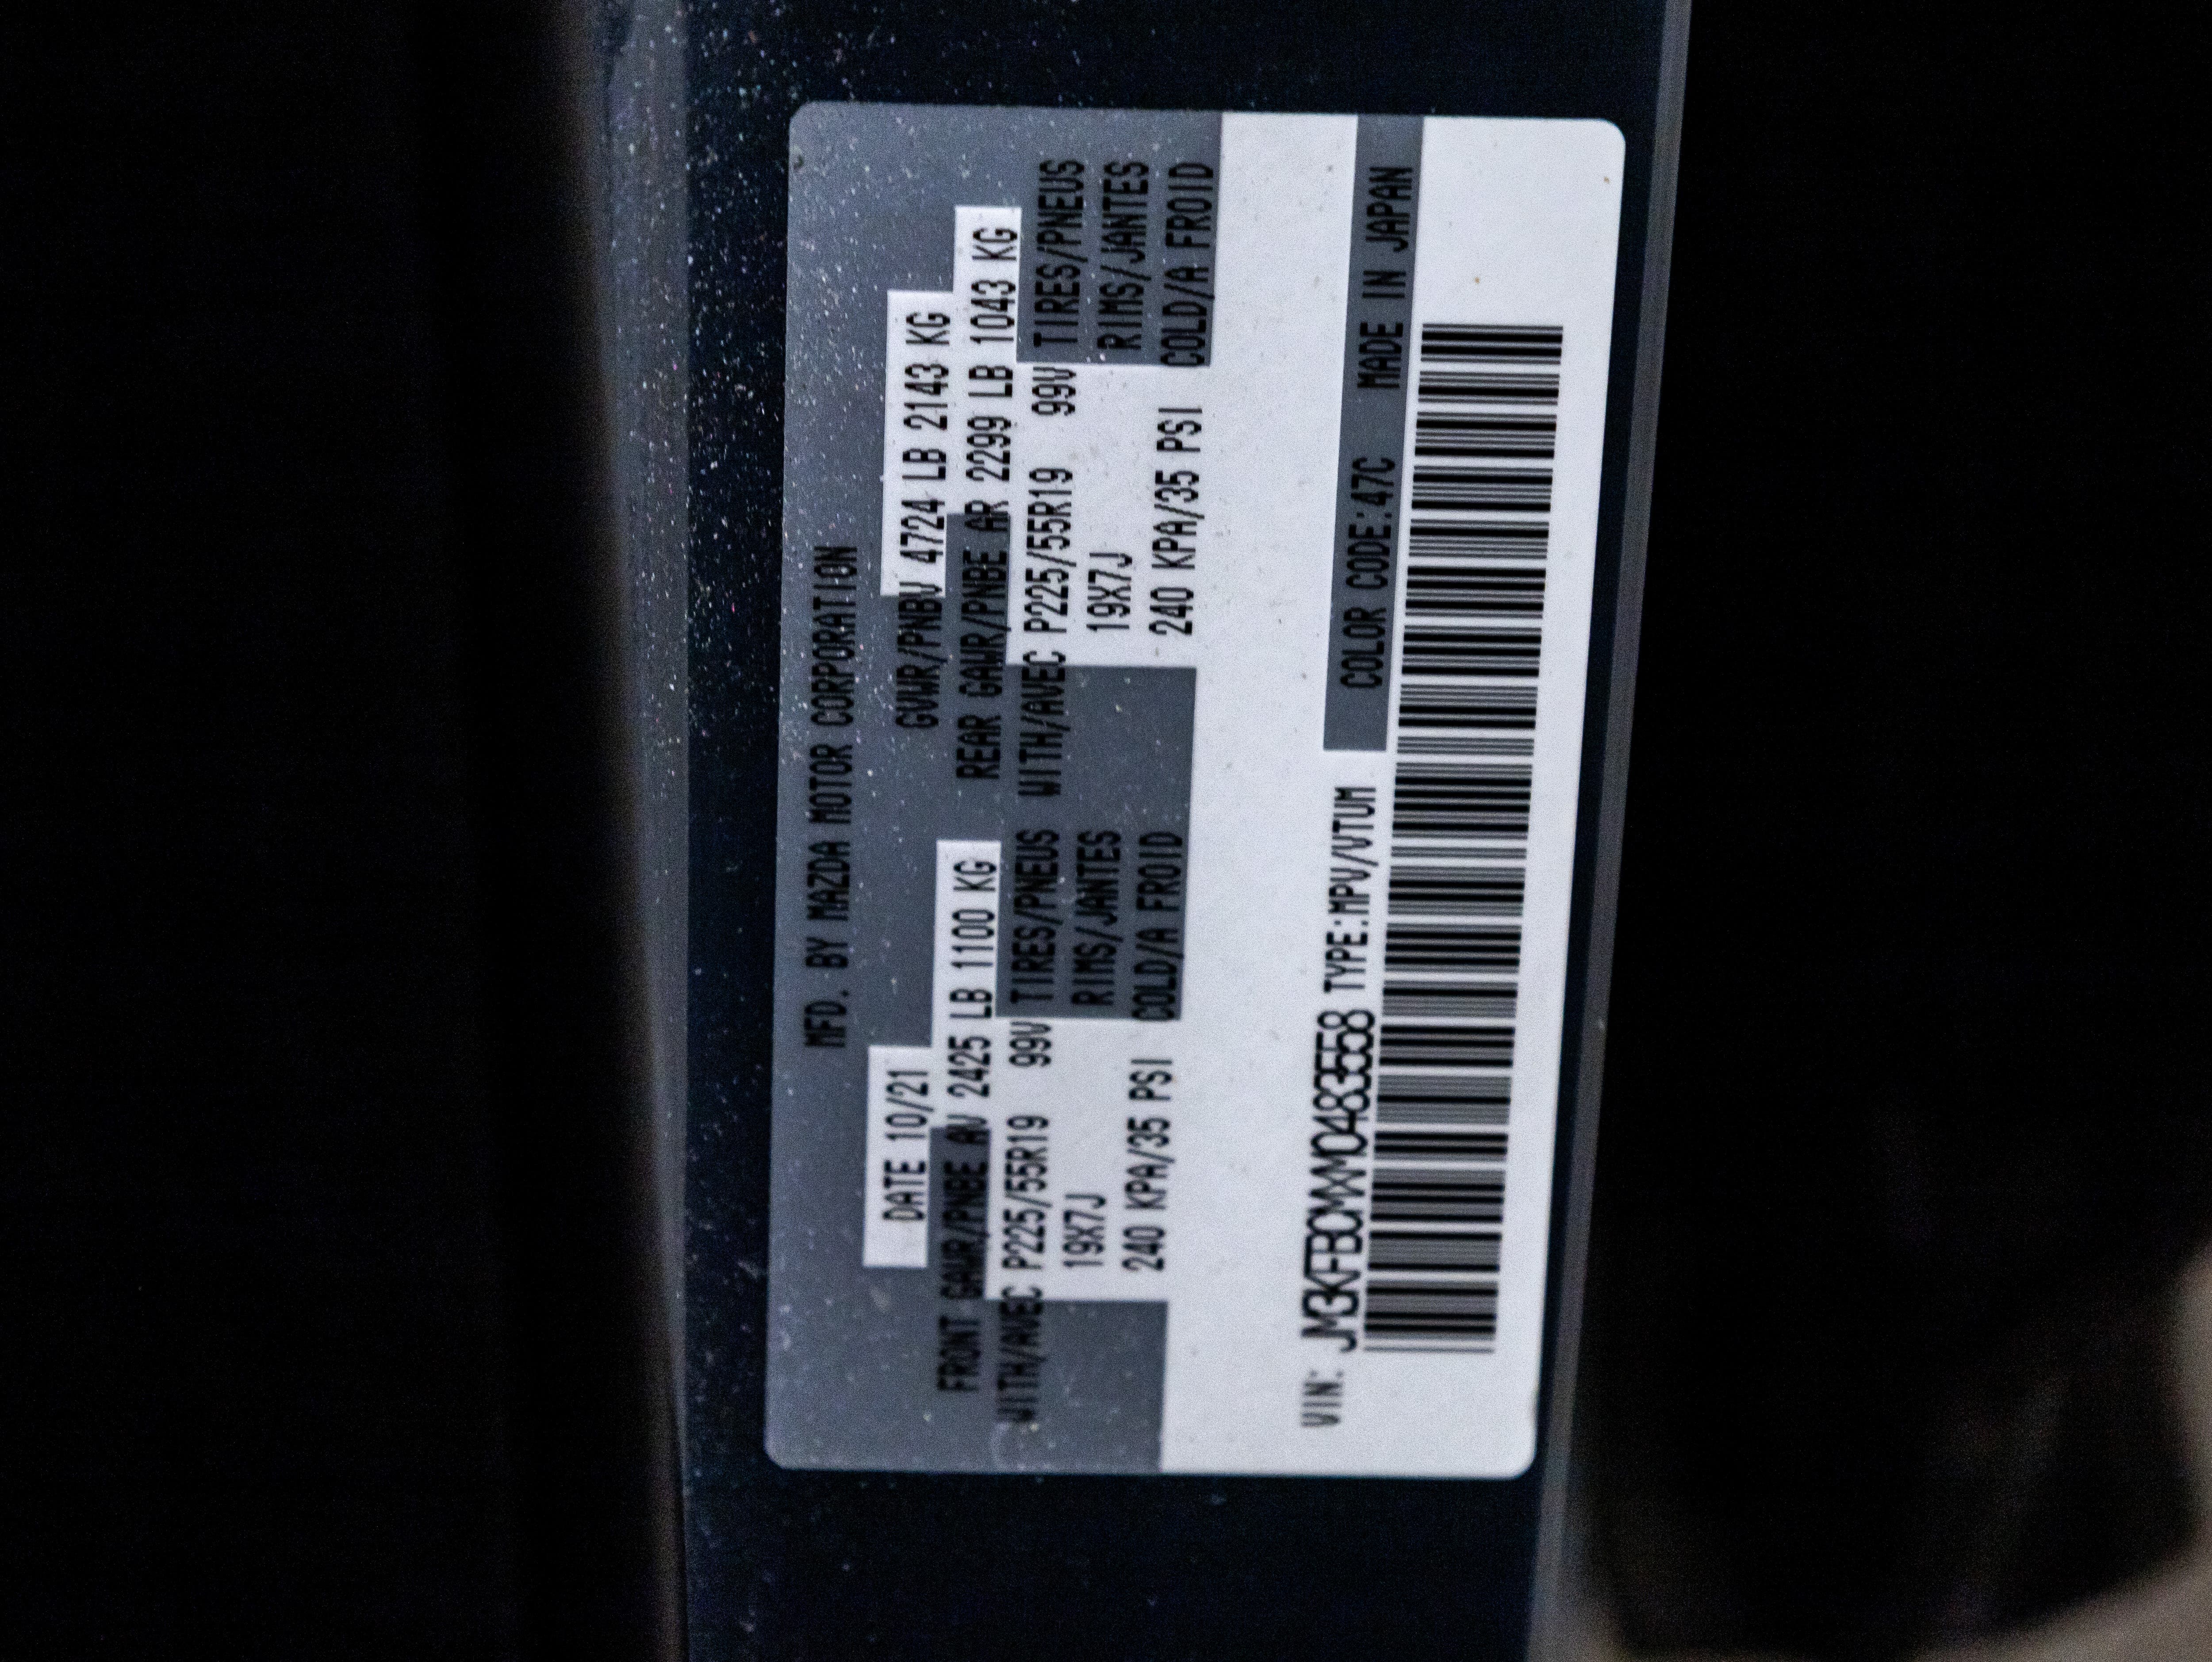 MFD. BY MAZDA MOTOR CORPORATION
DATE 10/21 GVWR/PNBV 4724 LB 2143 KG
FRONT GAWR/PNBE AV 2425 LB 1100 KG REAR GAWR/PNBE AR 2299 LB 1043 KG
WITH/AVEC P225/55R19 99V TIRES/PNEUS WITH/AVEC P225/55R19 99V TIRES/PNEUS
19X7J RIMS/JANTES 19X7J RIMS/JANTES
240 KPA/35 PSI COLD/A FROID 240 KPA/35 PSI COLD/A FROID
VIN: JM3KFBCMXM0483558 TYPE:MPV/VTUM COLOR CODE:47C MADE IN JAPAN